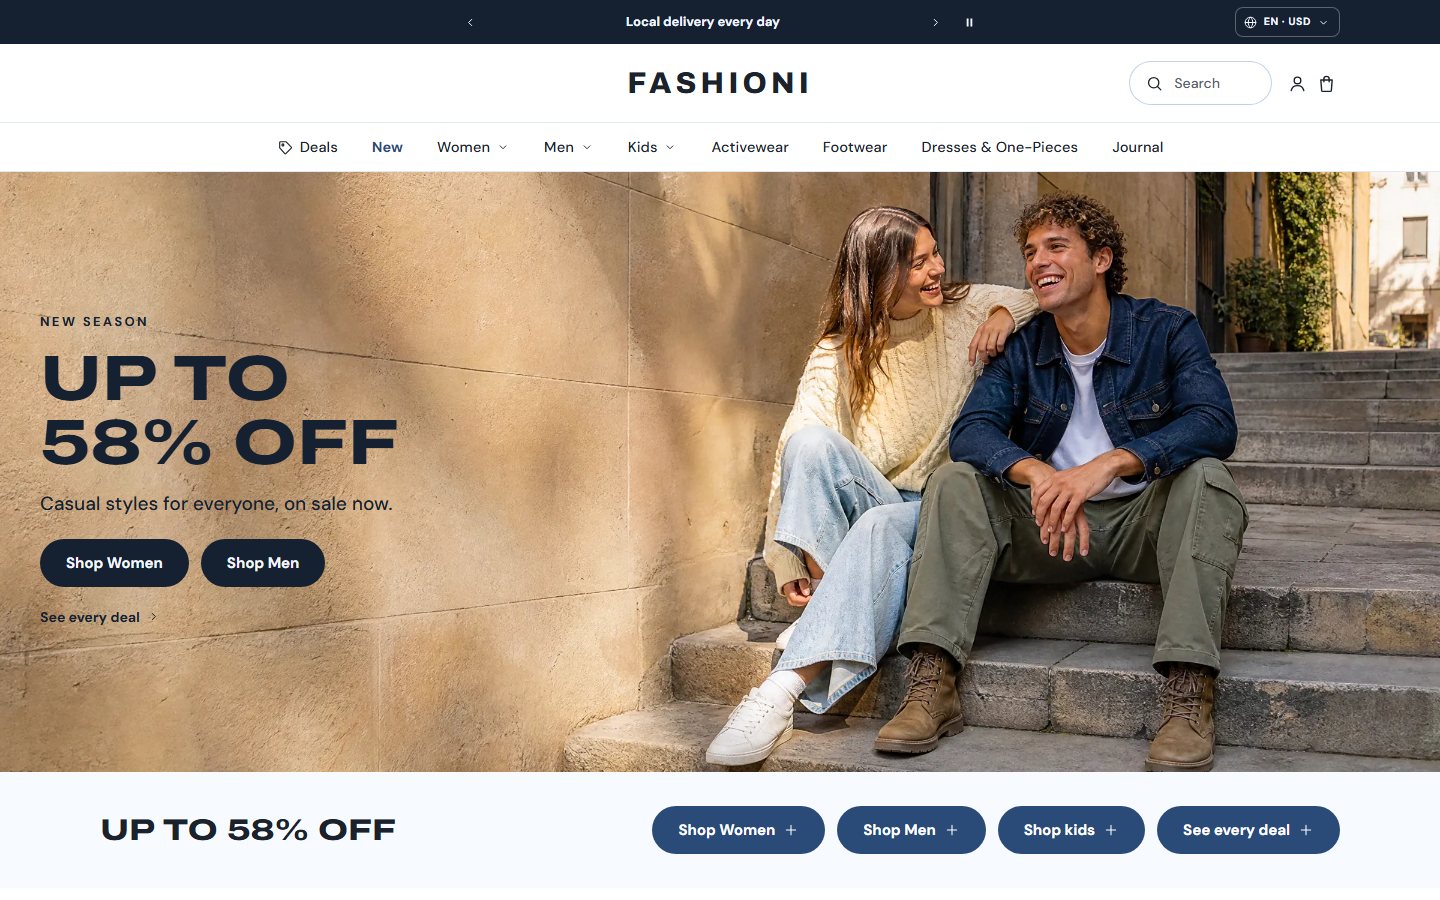 Local delivery every day
EN · USD
FASHIONI
Search
Deals
New
Women
Men
Kids
Activewear
Footwear
Dresses & One-Pieces
Journal
NEW SEASON
UP TO
58% OFF
Casual styles for everyone, on sale now.
Shop Women
Shop Men
See every deal
UP TO 58% OFF
Shop Women
Shop Men
Shop kids
See every deal